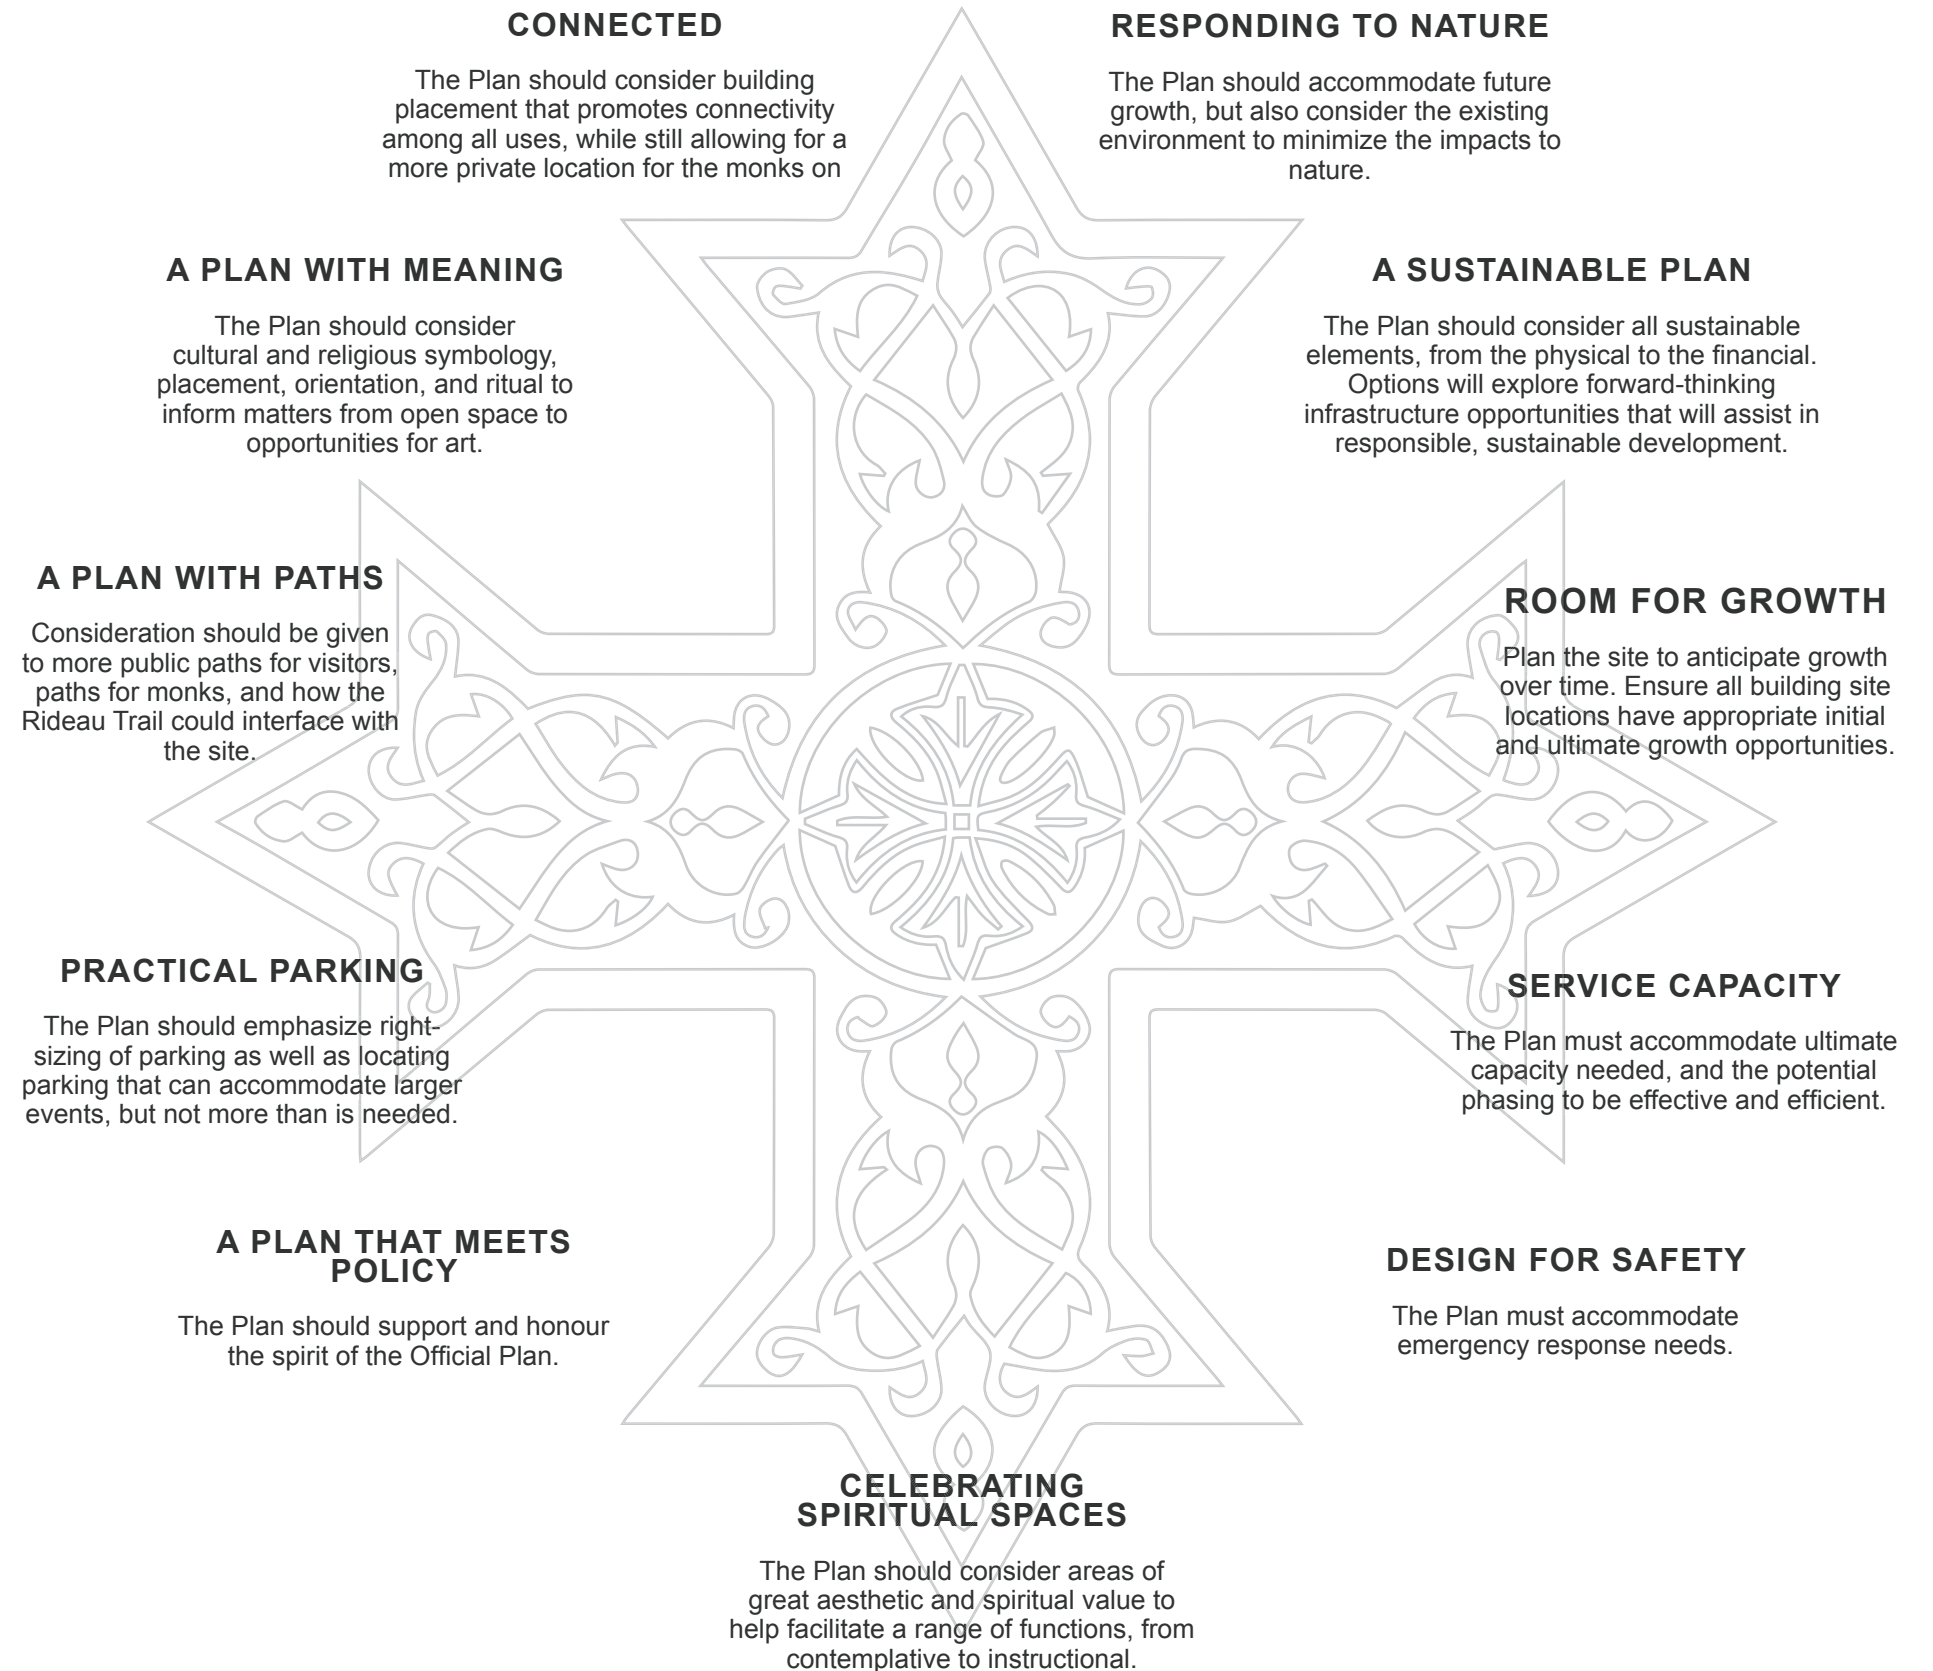 CONNECTED
The Plan should consider building
placement that promotes connectivity
among all uses, while still allowing for a
more private location for the monks on
RESPONDING TO NATURE
The Plan should accommodate future
growth, but also consider the existing
environment to minimize the impacts to
nature.
A PLAN WITH MEANING
The Plan should consider
cultural and religious symbology,
placement, orientation, and ritual to
inform matters from open space to
opportunities for art.
A SUSTAINABLE PLAN
The Plan should consider all sustainable
elements, from the physical to the financial.
Options will explore forward-thinking
infrastructure opportunities that will assist in
responsible, sustainable development.
A PLAN WITH PATHS
Consideration should be given
to more public paths for visitors,
paths for monks, and how the
Rideau Trail could interface with
the site.
ROOM FOR GROWTH
Plan the site to anticipate growth
over time. Ensure all building site
locations have appropriate initial
and ultimate growth opportunities.
PRACTICAL PARKING
The Plan should emphasize right-
sizing of parking as well as locating
parking that can accommodate larger
events, but not more than is needed.
SERVICE CAPACITY
The Plan must accommodate ultimate
capacity needed, and the potential
phasing to be effective and efficient.
A PLAN THAT MEETS
POLICY
The Plan should support and honour
the spirit of the Official Plan.
DESIGN FOR SAFETY
The Plan must accommodate
emergency response needs.
CELEBRATING
SPIRITUAL SPACES
The Plan should consider areas of
great aesthetic and spiritual value to
help facilitate a range of functions, from
contemplative to instructional.